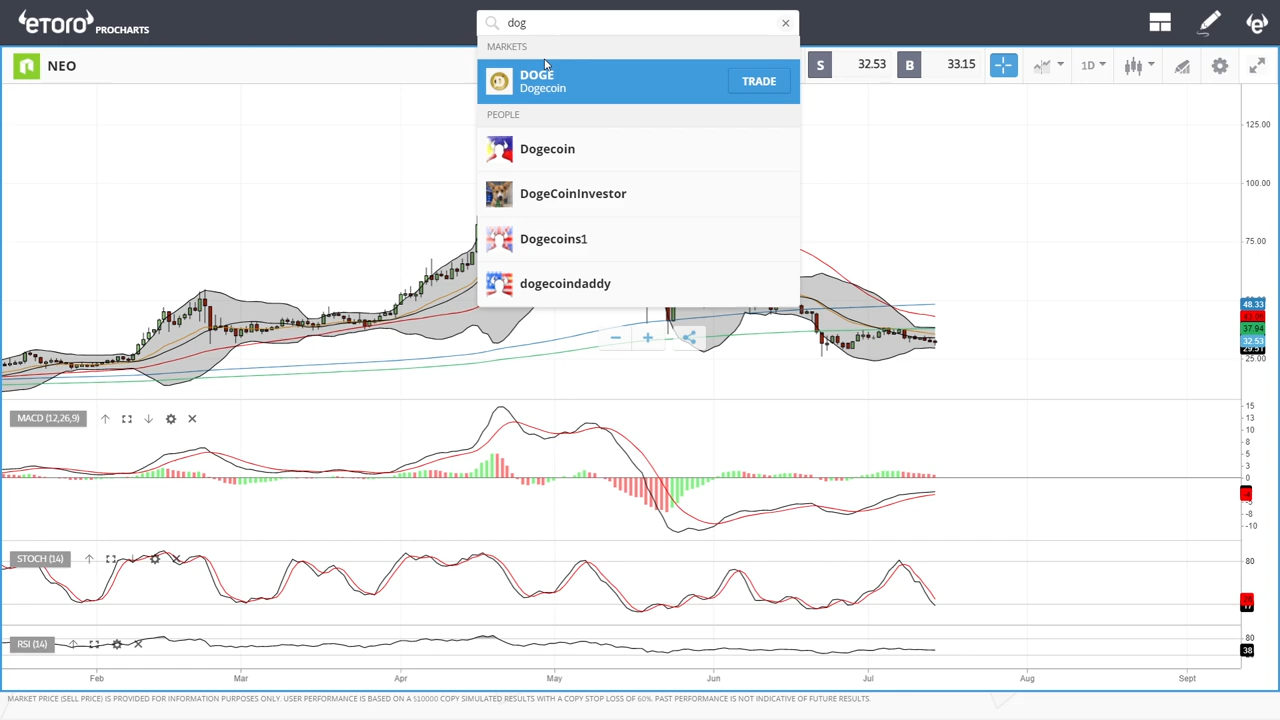 etoro PROCHARTS
dog
MARKETS
DOGE
Dogecoin
TRADE
PEOPLE
Dogecoin
DogeCoinInvestor
Dogecoins1
dogecoindaddy
NEO
S 32.53 B 33.15 1D
125.00
100.00
75.00
48.33
37.94
32.53
25.00
MACD (12,26,9)
15
13
10
8
5
3
0
-8
-10
STOCH (14)
80
RSI (14)
80
38
Feb Mar Apr May Jun Jul Aug Sept
MARKET PRICE (SELL PRICE) IS PROVIDED FOR INFORMATION PURPOSES ONLY. USER PERFORMANCE IS BASED ON A $10000 COPY SIMULATED RESULTS WITH A COPY STOP LOSS OF 60%. PAST PERFORMANCE IS NOT INDICATIVE OF FUTURE RESULTS.